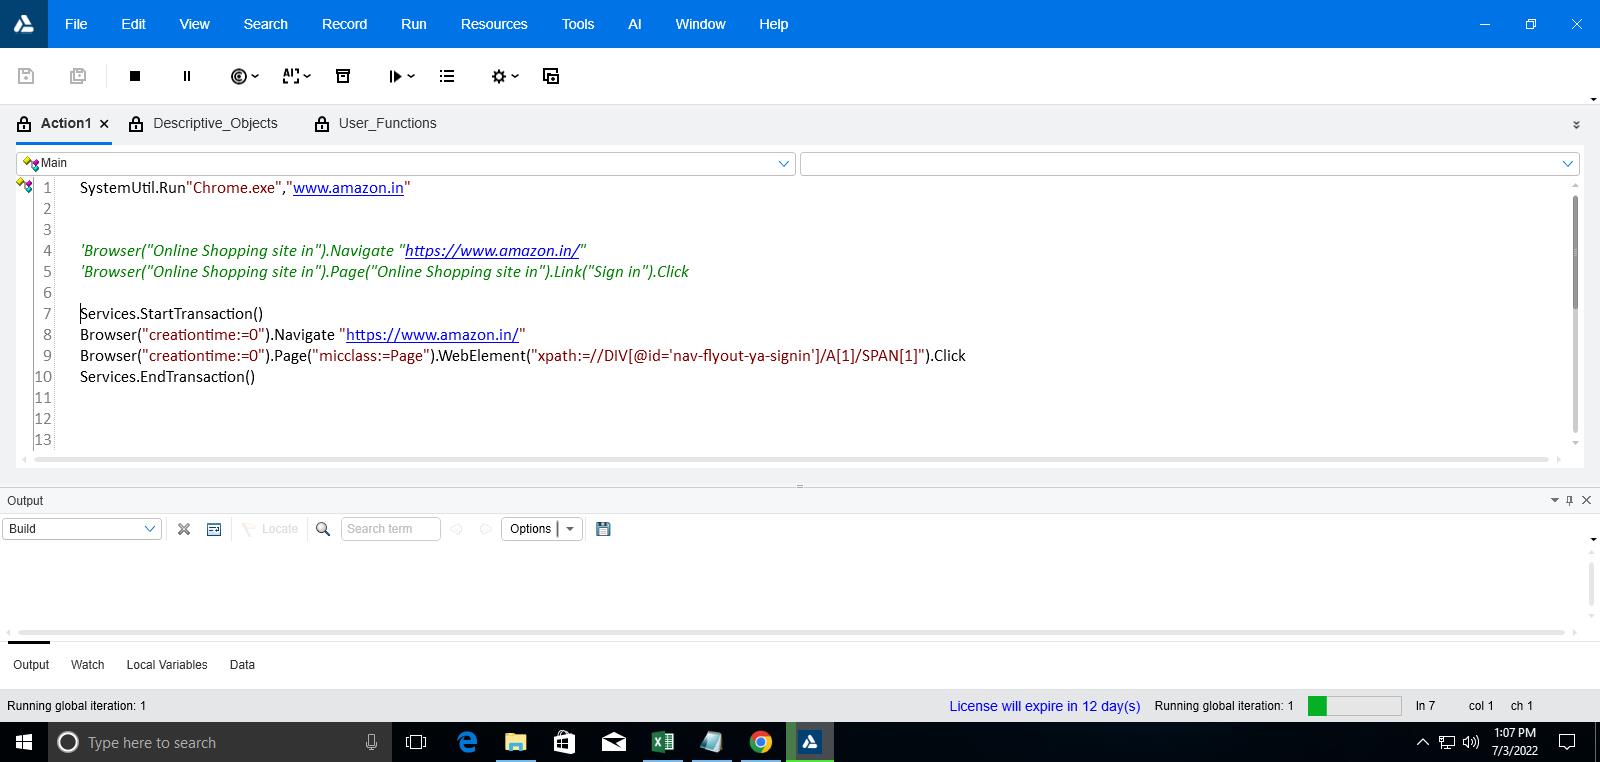 File Edit View Search Record Run Resources Tools AI Window Help
Action1 Descriptive_Objects User_Functions
Main
1 SystemUtil.Run"Chrome.exe","www.amazon.in"
2
3
4 'Browser("Online Shopping site in").Navigate "https://www.amazon.in/"
5 'Browser("Online Shopping site in").Page("Online Shopping site in").Link("Sign in").Click
6
7 Services.StartTransaction()
8 Browser("creationtime:=0").Navigate "https://www.amazon.in/"
9 Browser("creationtime:=0").Page("micclass:=Page").WebElement("xpath:=//DIV[@id='nav-flyout-ya-signin']/A[1]/SPAN[1]").Click
10 Services.EndTransaction()
11
12
13
Output
Build Locate Search term Options
Output Watch Local Variables Data
Running global iteration: 1 License will expire in 12 day(s) Running global iteration: 1 ln 7 col 1 ch 1
Type here to search 1:07 PM
7/3/2022